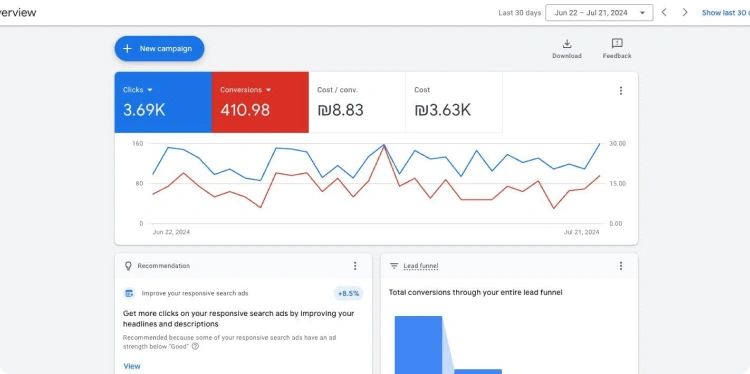 verview
Last 30 days Jun 22 – Jul 21, 2024 Show last 30 d
New campaign
Download
Feedback
Clicks
3.69K
Conversions
410.98
Cost / conv.
₪8.83
Cost
₪3.63K
160
80
0
30.00
15.00
0.00
Jun 22, 2024
Jul 21, 2024
Recommendation
Improve your responsive search ads
+8.5%
Get more clicks on your responsive search ads by improving your
headlines and descriptions
Recommended because some of your responsive search ads have an ad
strength below "Good"
View
Lead funnel
Total conversions through your entire lead funnel